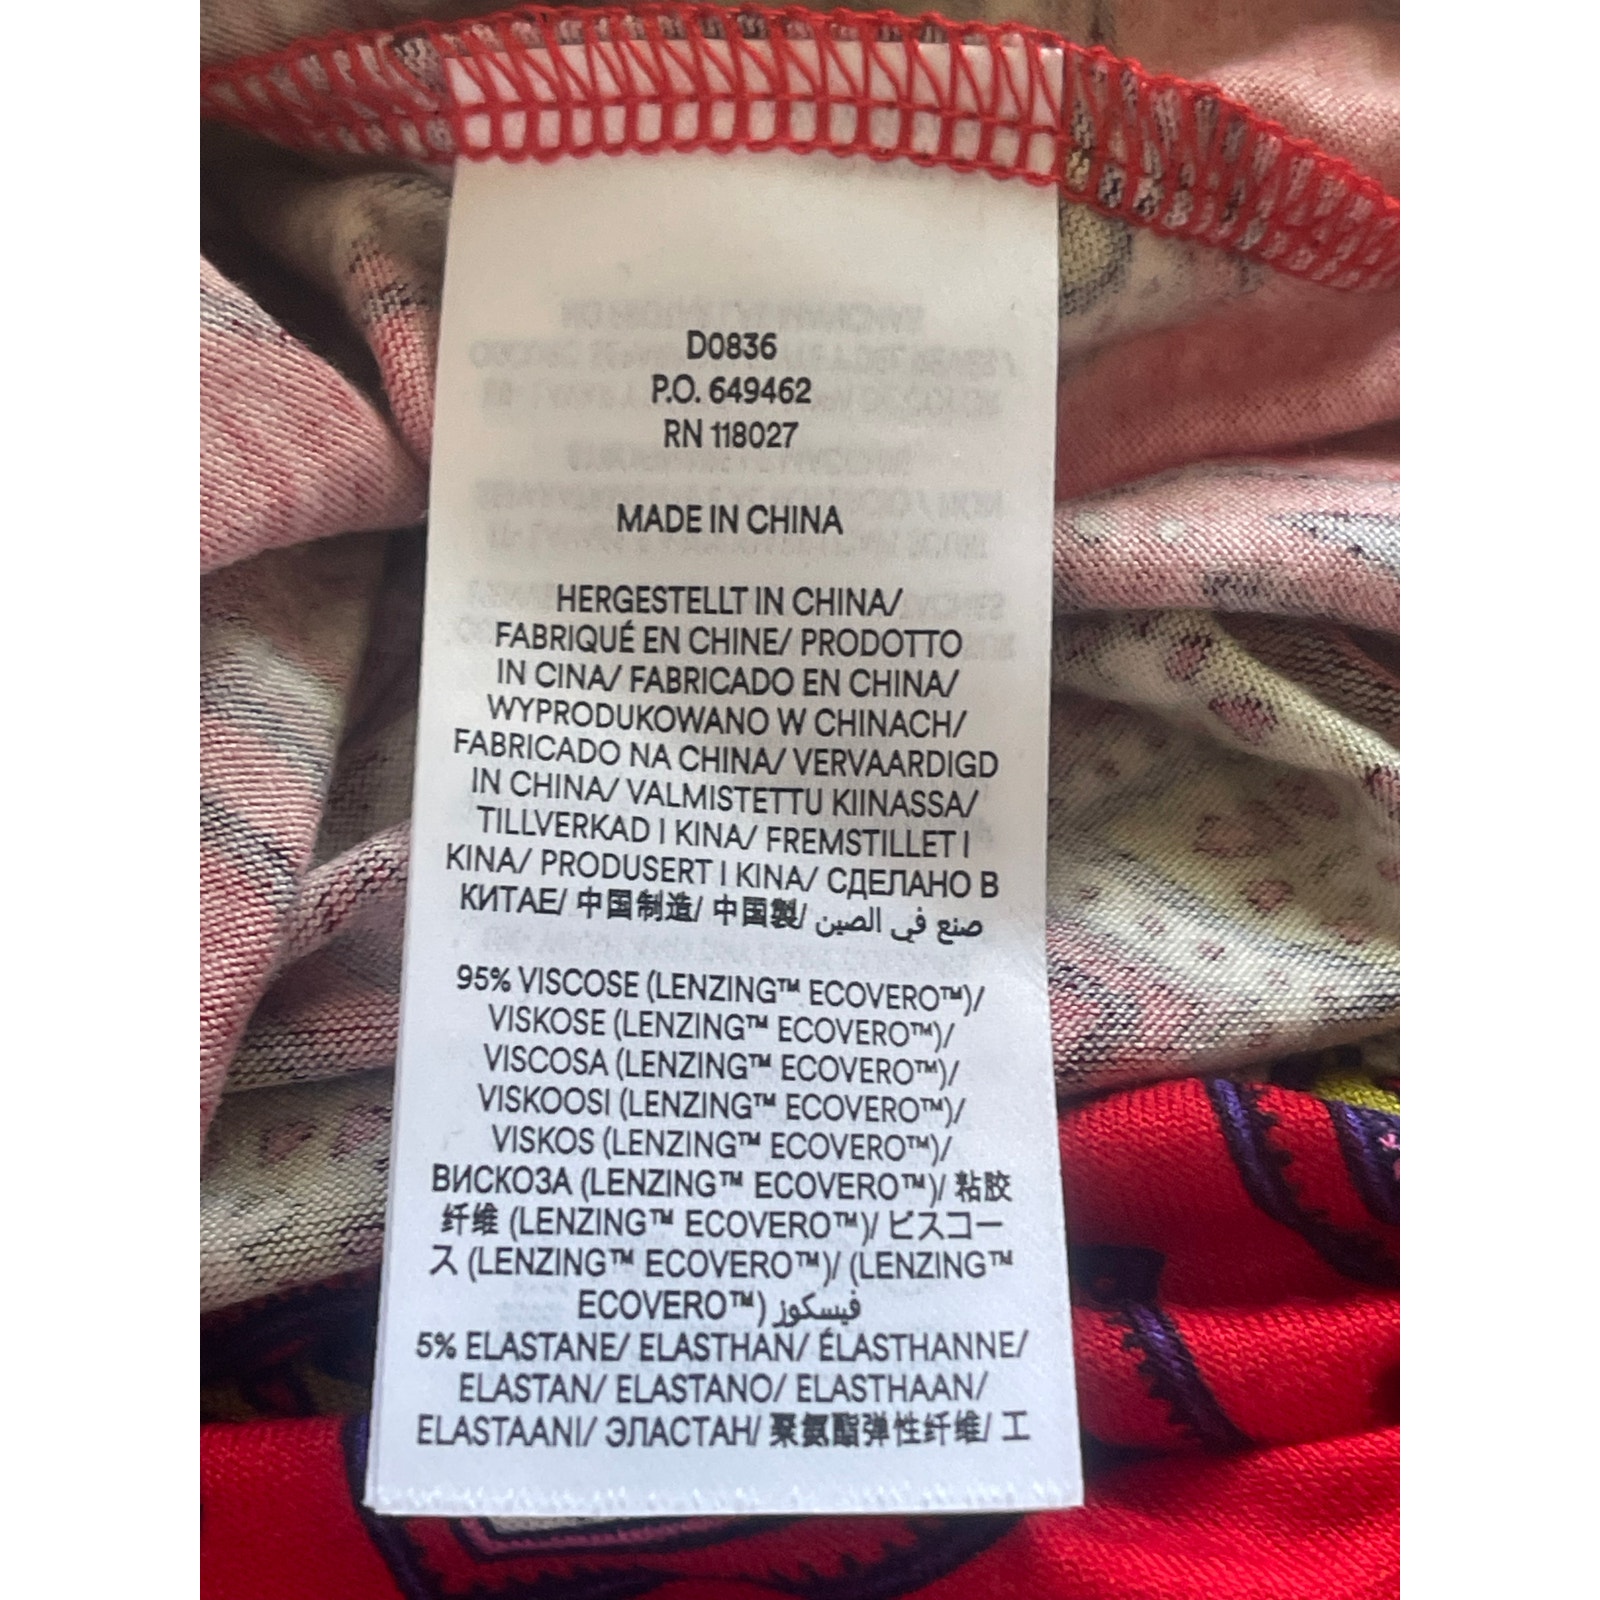 D0836
P.O. 649462
RN 118027
MADE IN CHINA
HERGESTELLT IN CHINA/
FABRIQUÉ EN CHINE/ PRODOTTO
IN CINA/ FABRICADO EN CHINA/
WYPRODUKOWANO W CHINACH/
FABRICADO NA CHINA/ VERVAARDIGD
IN CHINA/ VALMISTETTU KIINASSA/
TILLVERKAD I KINA/ FREMSTILLET I
KINA/ PRODUSERT I KINA/ СДЕЛАНО В
КИТАЕ/ 中国制造/ 中国製/ صنع في الصين
95% VISCOSE (LENZING™ ECOVERO™)/
VISKOSE (LENZING™ ECOVERO™)/
VISCOSA (LENZING™ ECOVERO™)/
VISKOOSI (LENZING™ ECOVERO™)/
VISKOS (LENZING™ ECOVERO™)/
ВИСКОЗА (LENZING™ ECOVERO™)/ 粘胶
纤维 (LENZING™ ECOVERO™)/ ビスコー
ス (LENZING™ ECOVERO™)/ (LENZING™
ECOVERO™) فيسكوز
5% ELASTANE/ ELASTHAN/ ÉLASTHANNE/
ELASTAN/ ELASTANO/ ELASTHAAN/
ELASTAANI/ ЭЛАСТАН/ 聚氨酯弹性纤维/ エ